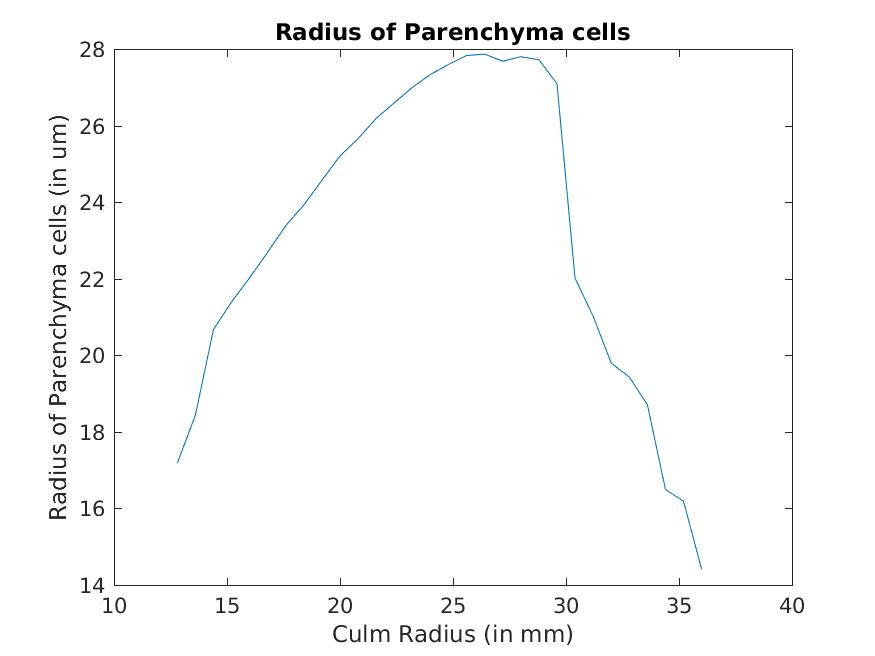 Radius of Parenchyma cells
Radius of Parenchyma cells (in um)
28
26
24
22
20
18
16
14
10 15 20 25 30 35 40
Culm Radius (in mm)